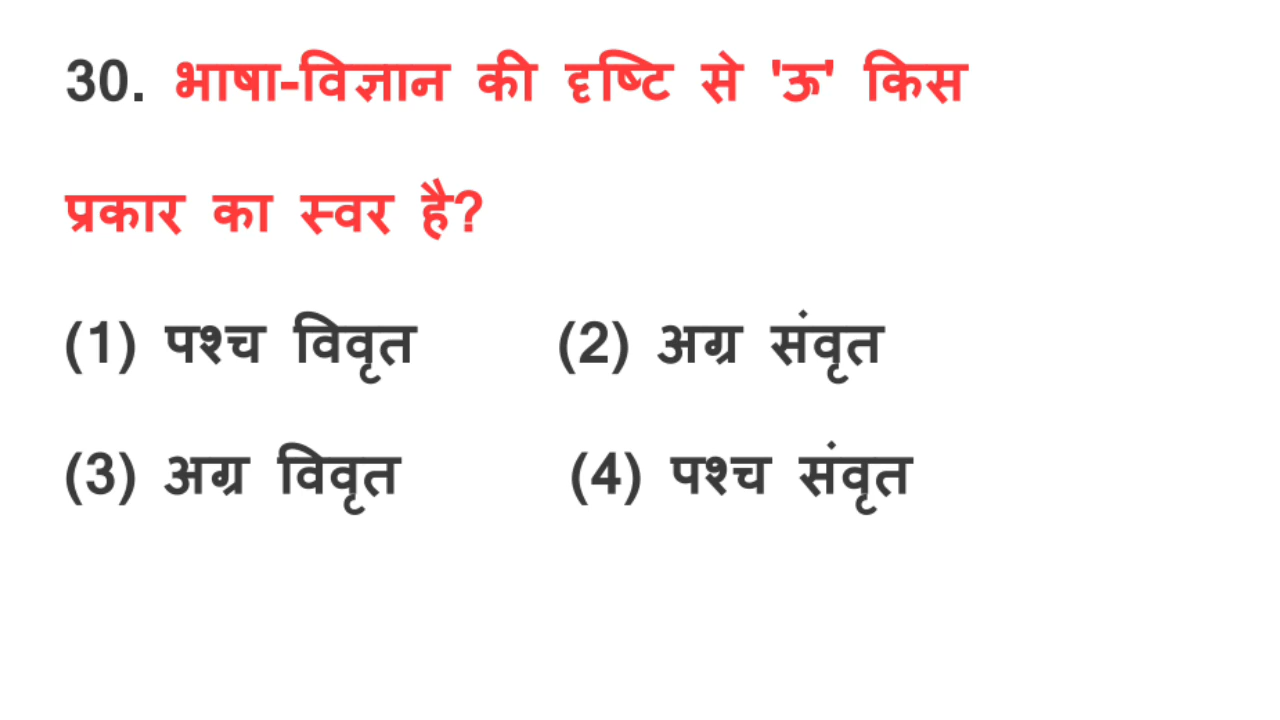 30. भाषा-विज्ञान की दृष्टि से 'ऊ' किस
प्रकार का स्वर है?
(1) पश्च विवृत (2) अग्र संवृत
(3) अग्र विवृत (4) पश्च संवृत